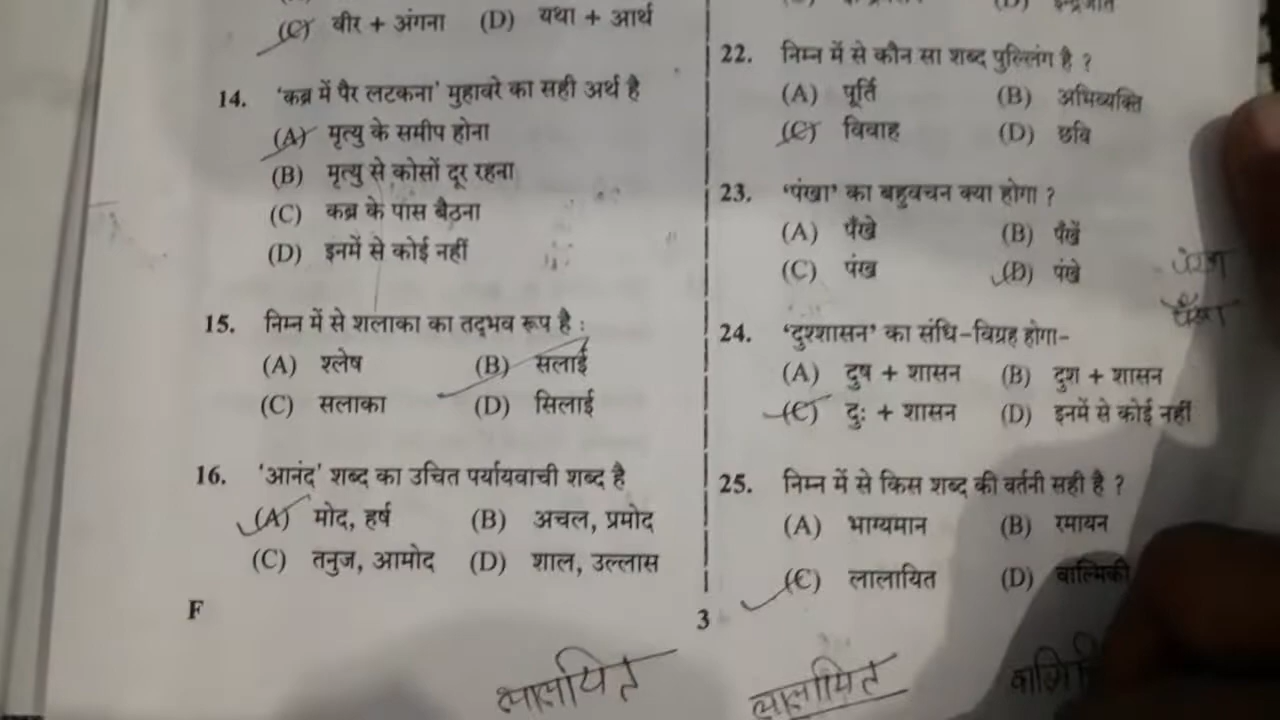 (C) वीर + अंगना (D) यथा + आर्थ
14. 'कब्र में पैर लटकना' मुहावरे का सही अर्थ है
(A) मृत्यु के समीप होना
(B) मृत्यु से कोसों दूर रहना
(C) कब्र के पास बैठना
(D) इनमें से कोई नहीं
15. निम्न में से शलाका का तद्भव रूप है :
(A) श्लेष (B) सलाई
(C) सलाका (D) सिलाई
16. 'आनंद' शब्द का उचित पर्यायवाची शब्द है
(A) मोद, हर्ष (B) अचल, प्रमोद
(C) तनुज, आमोद (D) शाल, उल्लास
F
(D) इन्द्रजीत
22. निम्न में से कौन सा शब्द पुल्लिंग है ?
(A) पूर्ति (B) अभिव्यक्ति
(C) विवाह (D) छवि
23. 'पंखा' का बहुवचन क्या होगा ?
(A) पँखे (B) पँखें
(C) पंख (D) पंखे
24. 'दुश्शासन' का संधि-विग्रह होगा-
(A) दुष + शासन (B) दुश + शासन
(C) दुः + शासन (D) इनमें से कोई नहीं
25. निम्न में से किस शब्द की वर्तनी सही है ?
(A) भाग्यमान (B) रमायन
(C) लालायित (D) वाल्मिकी
3
लालायित लालायित